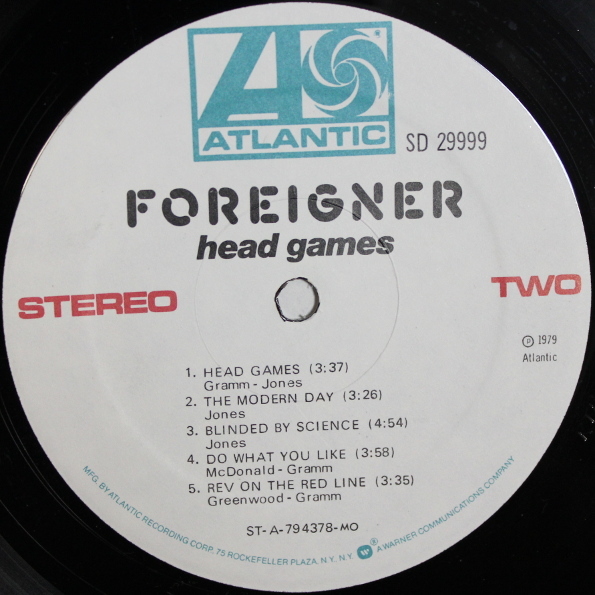 ATLANTIC
®
SD 29999
FOREIGNER
head games
STEREO
TWO
℗ 1979
Atlantic
1. HEAD GAMES (3:37)
Gramm - Jones
2. THE MODERN DAY (3:26)
Jones
3. BLINDED BY SCIENCE (4:54)
Jones
4. DO WHAT YOU LIKE (3:58)
McDonald - Gramm
5. REV ON THE RED LINE (3:35)
Greenwood - Gramm
ST-A-794378-MO
MFG. BY ATLANTIC RECORDING CORP., 75 ROCKEFELLER PLAZA, N.Y., N.Y. ® A WARNER COMMUNICATIONS COMPANY